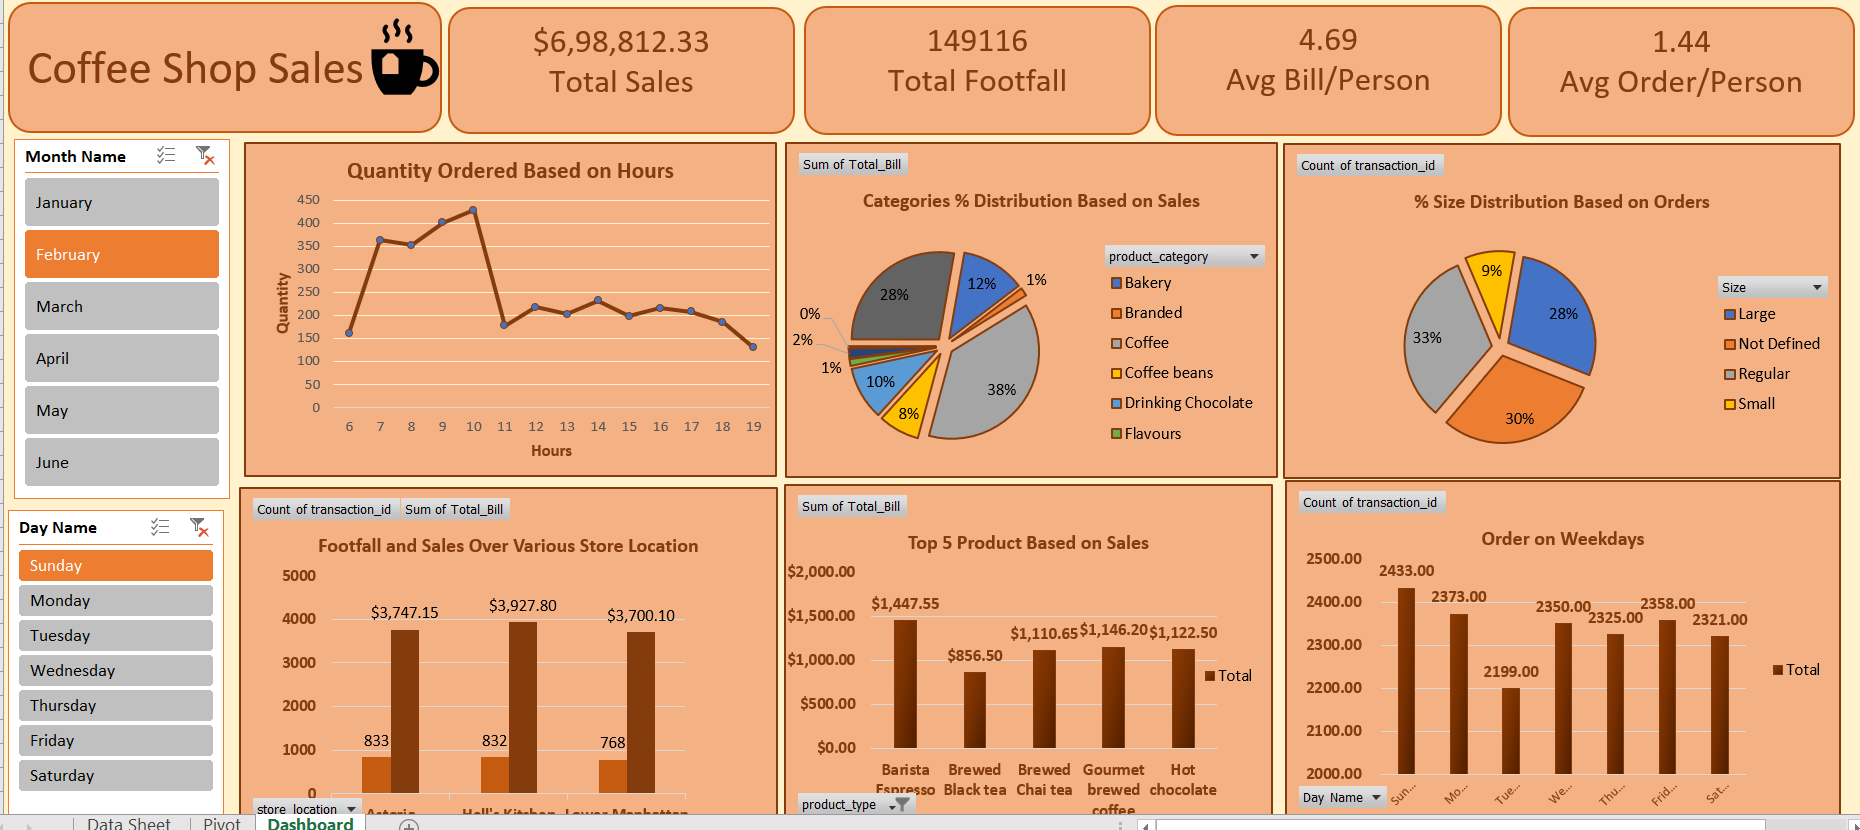 Coffee Shop Sales
$6,98,812.33
Total Sales
149116
Total Footfall
4.69
Avg Bill/Person
1.44
Avg Order/Person
Month Name
January
February
March
April
May
June
Day Name
Sunday
Monday
Tuesday
Wednesday
Thursday
Friday
Saturday
Quantity Ordered Based on Hours
450
400
350
300
250
200
150
100
50
0
Quantity
6 7 8 9 10 11 12 13 14 15 16 17 18 19
Hours
Sum of Total_Bill
Categories % Distribution Based on Sales
28%
12%
1%
0%
2%
1%
10%
8%
38%
product_category
Bakery
Branded
Coffee
Coffee beans
Drinking Chocolate
Flavours
Count of transaction_id
% Size Distribution Based on Orders
9%
28%
33%
30%
Size
Large
Not Defined
Regular
Small
Count of transaction_id Sum of Total_Bill
Footfall and Sales Over Various Store Location
5000
4000
3000
2000
1000
0
$3,747.15
$3,927.80
$3,700.10
833
832
768
store_location
Astoria Hell's Kitchen Lower Manhattan
Sum of Total_Bill
Top 5 Product Based on Sales
$2,000.00
$1,500.00
$1,000.00
$500.00
$0.00
$1,447.55
$856.50
$1,110.65
$1,146.20
$1,122.50
Total
Barista Espresso
Brewed Black tea
Brewed Chai tea
Gourmet brewed coffee
Hot chocolate
product_type
Count of transaction_id
Order on Weekdays
2500.00
2400.00
2300.00
2200.00
2100.00
2000.00
2433.00
2373.00
2199.00
2350.00
2325.00
2358.00
2321.00
Total
Sun... Mo... Tue... We... Thu... Frid... Sat...
Day Name
Data Sheet Pivot Dashboard